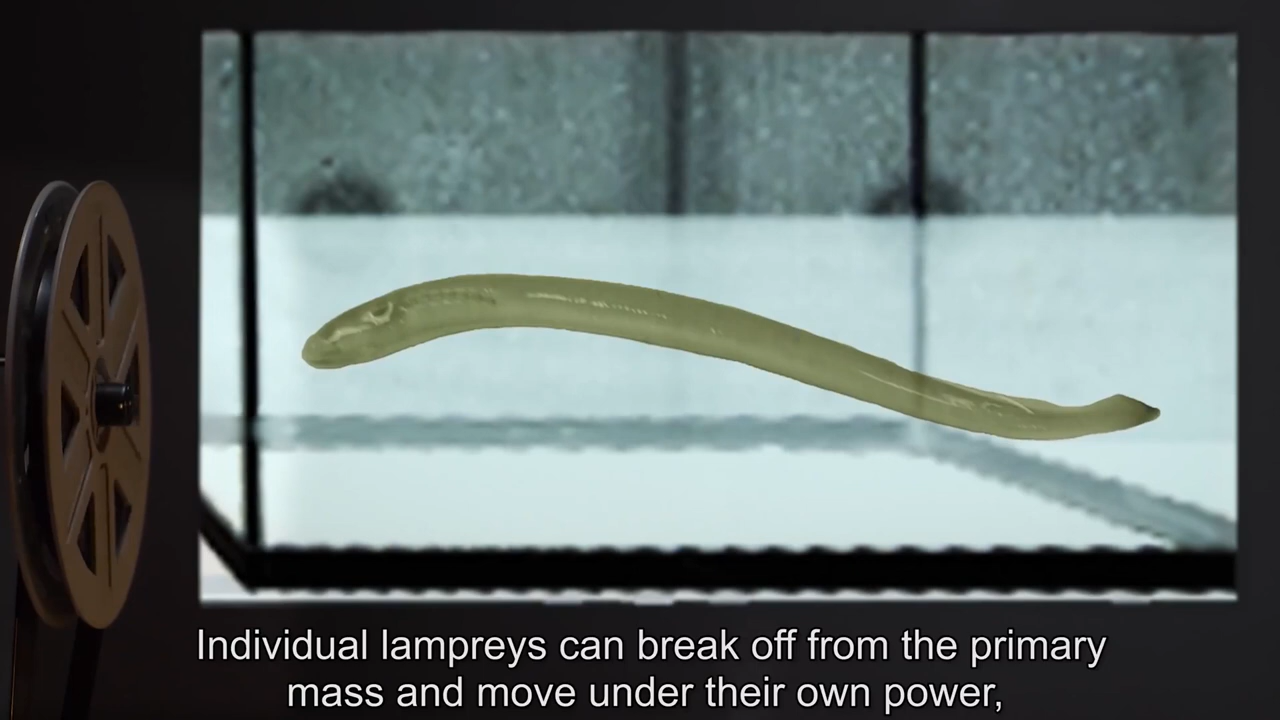 Individual lampreys can break off from the primary
mass and move under their own power,